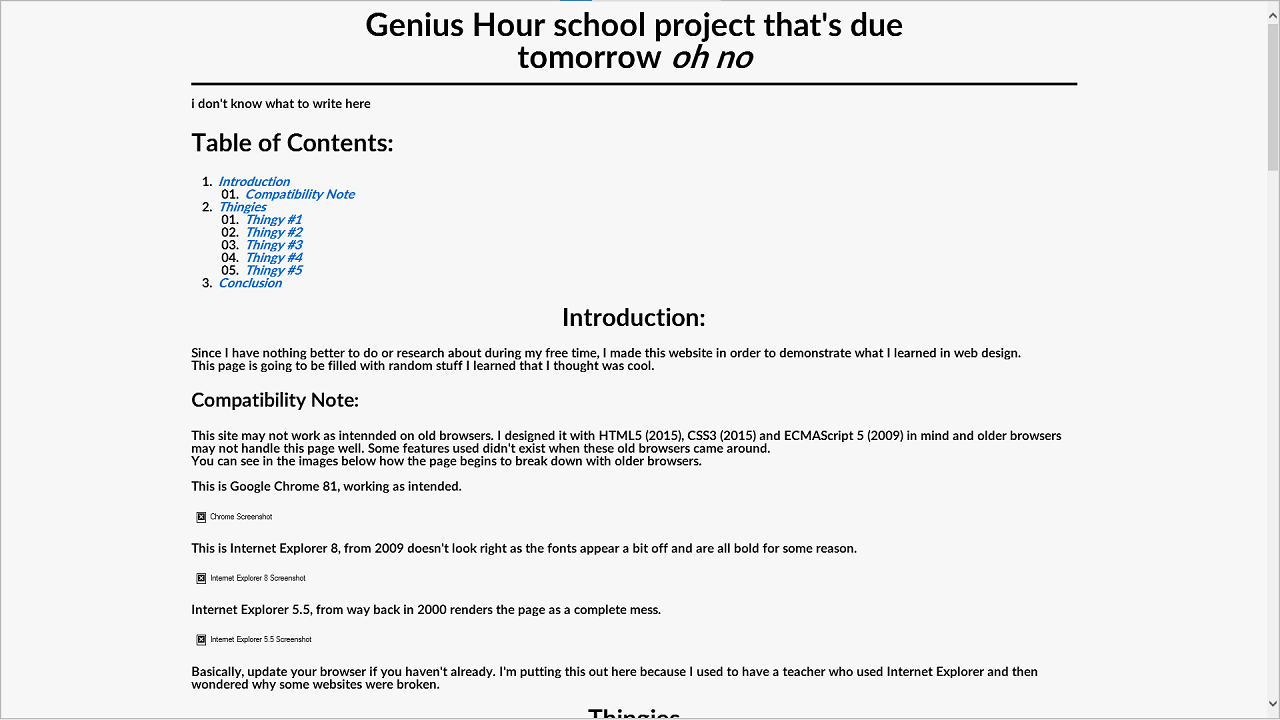 Genius Hour school project that's due
tomorrow oh no
i don't know what to write here
Table of Contents:
1. Introduction
01. Compatibility Note
2. Thingies
01. Thingy #1
02. Thingy #2
03. Thingy #3
04. Thingy #4
05. Thingy #5
3. Conclusion
Introduction:
Since I have nothing better to do or research about during my free time, I made this website in order to demonstrate what I learned in web design.
This page is going to be filled with random stuff I learned that I thought was cool.
Compatibility Note:
This site may not work as intennded on old browsers. I designed it with HTML5 (2015), CSS3 (2015) and ECMAScript 5 (2009) in mind and older browsers
may not handle this page well. Some features used didn't exist when these old browsers came around.
You can see in the images below how the page begins to break down with older browsers.
This is Google Chrome 81, working as intended.
Chrome Screenshot
This is Internet Explorer 8, from 2009 doesn't look right as the fonts appear a bit off and are all bold for some reason.
Internet Explorer 8 Screenshot
Internet Explorer 5.5, from way back in 2000 renders the page as a complete mess.
Internet Explorer 5.5 Screenshot
Basically, update your browser if you haven't already. I'm putting this out here because I used to have a teacher who used Internet Explorer and then
wondered why some websites were broken.
Thingies